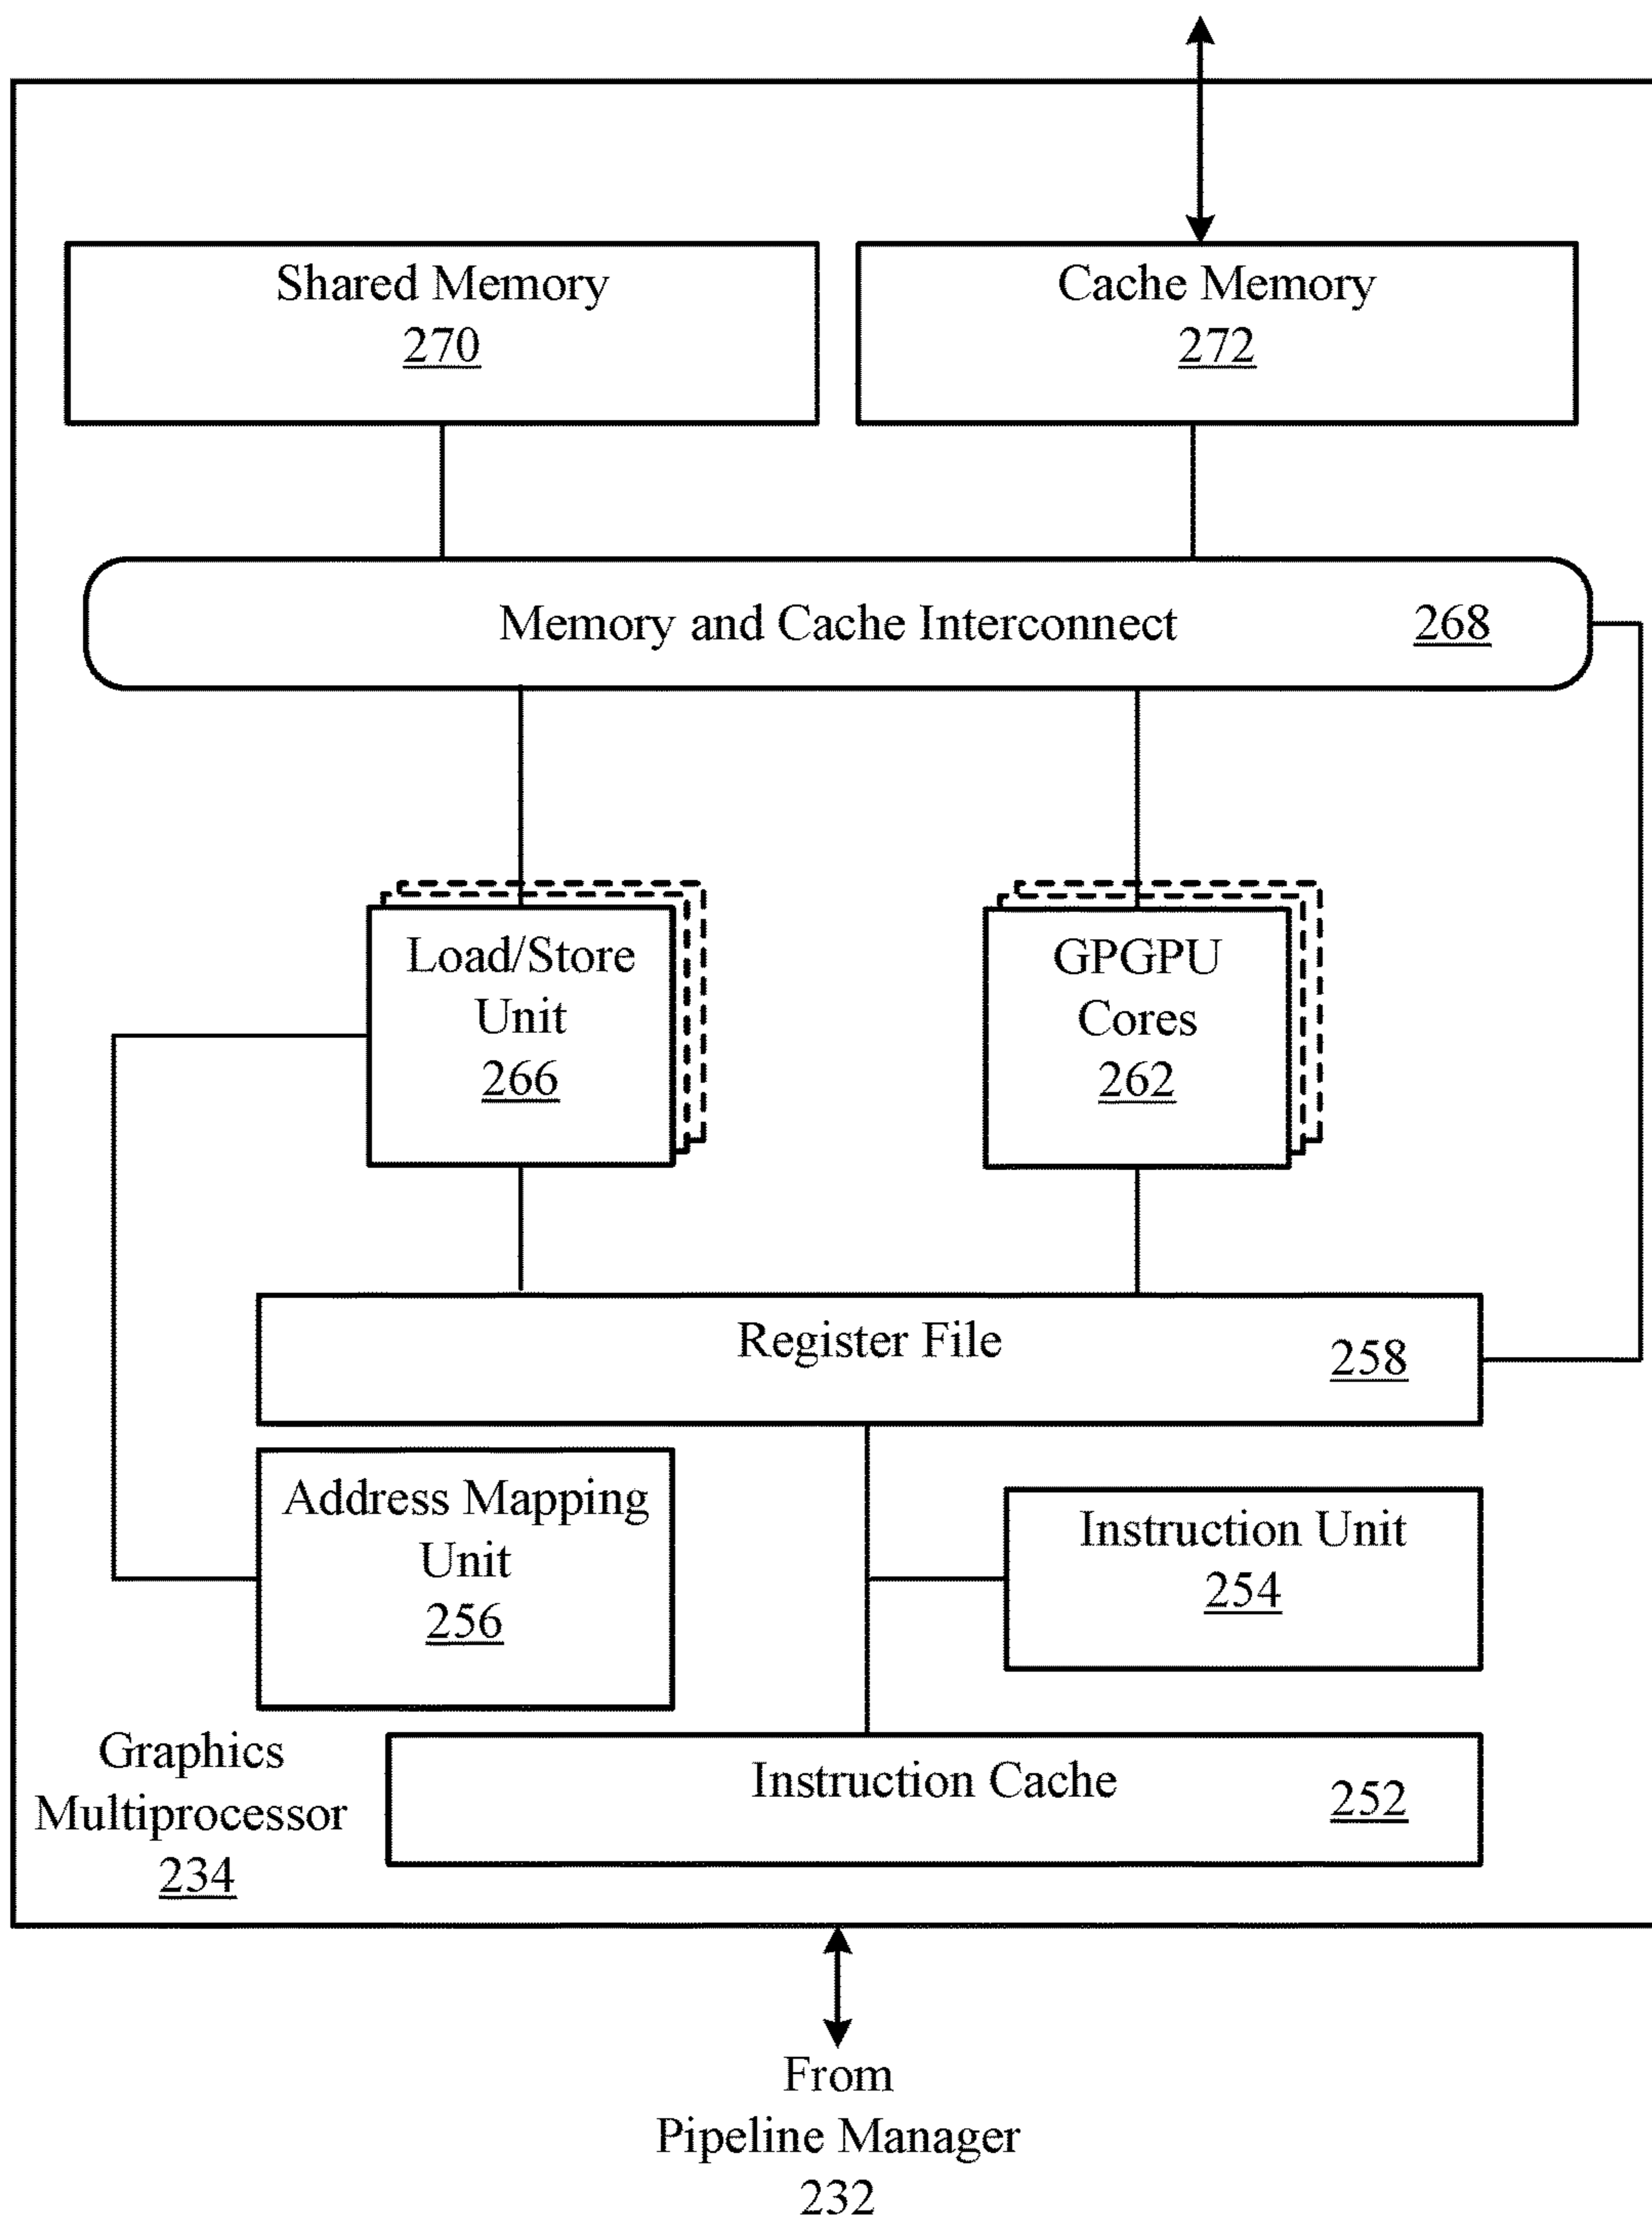 Shared Memory
270
Cache Memory
272
Memory and Cache Interconnect 268
Load/Store
Unit
266
GPGPU
Cores
262
Register File 258
Address Mapping
Unit
256
Instruction Unit
254
Graphics
Multiprocessor
234
Instruction Cache 252
From
Pipeline Manager
232